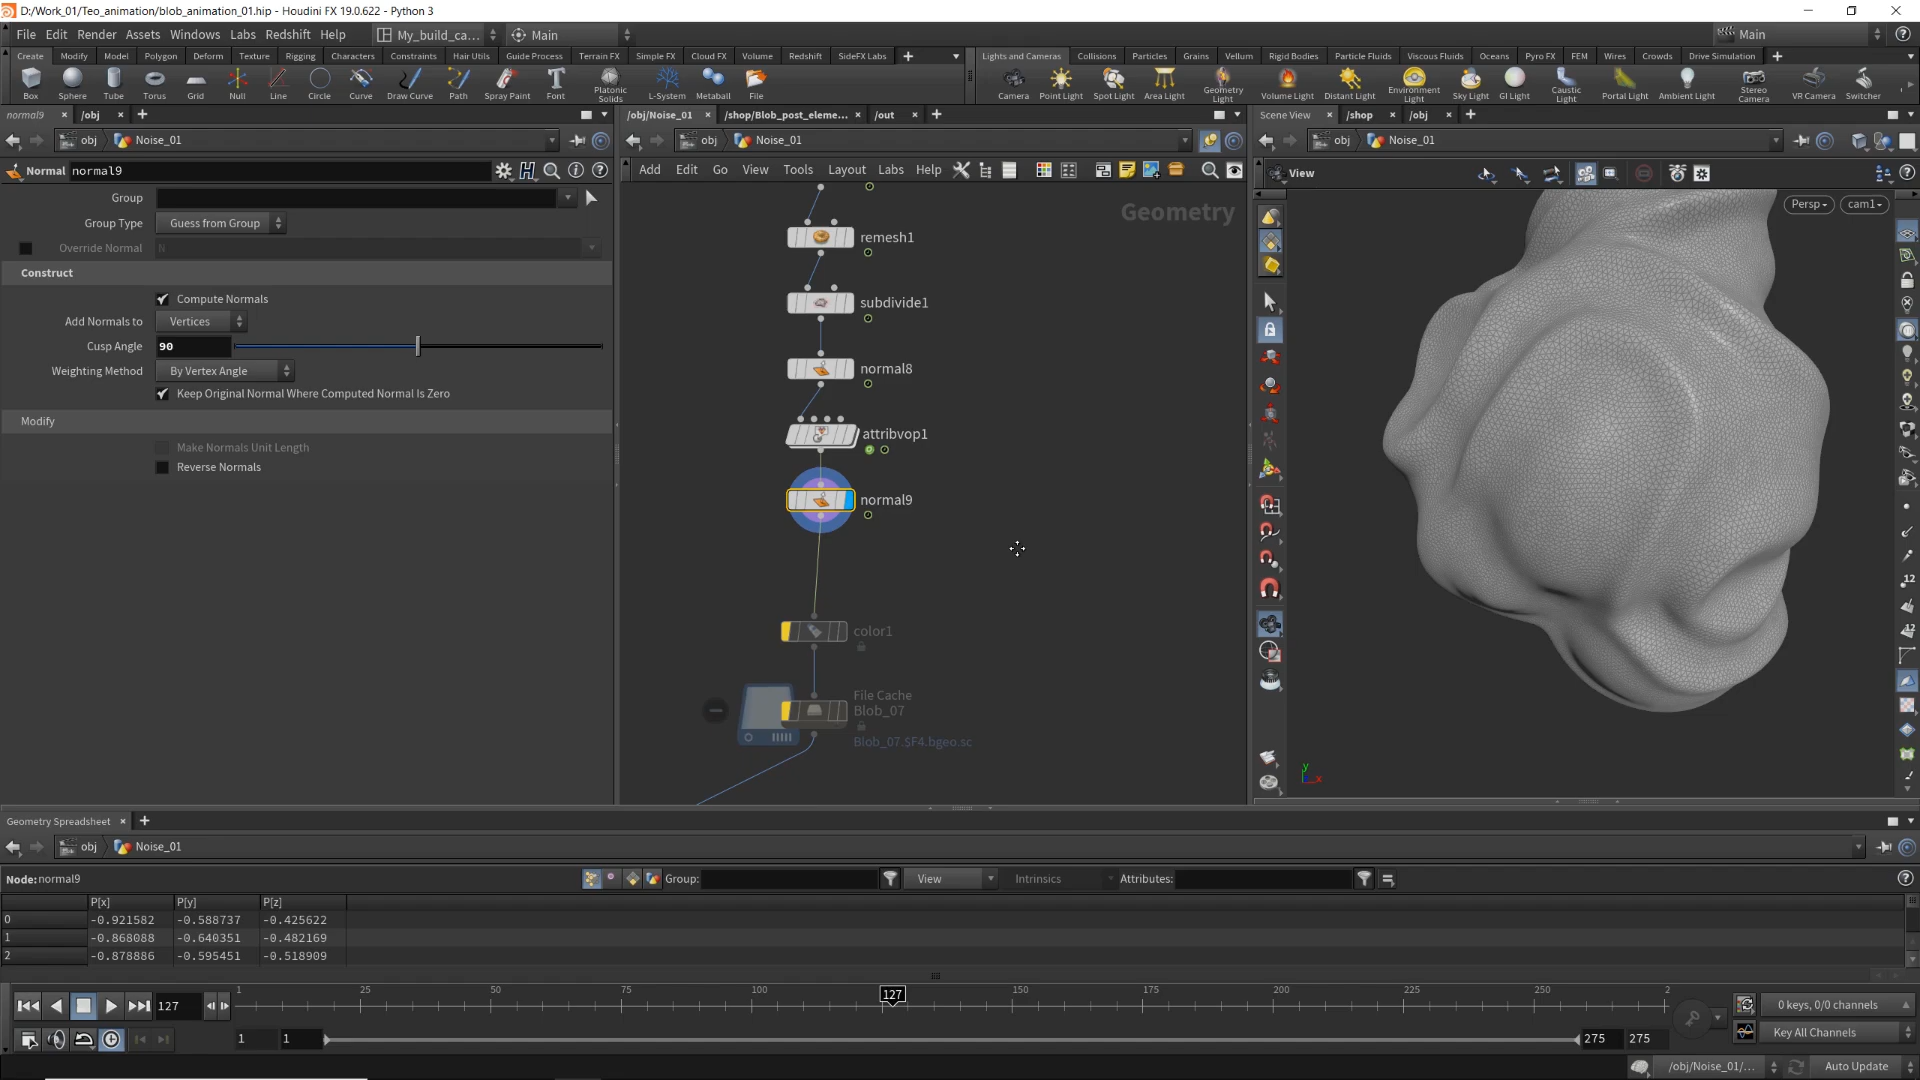 D:/Work_01/Teo_animation/blob_animation_01.hip - Houdini FX 19.0.622 - Python 3
File Edit Render Assets Windows Labs Redshift Help My_build_ca... Main Main
Create Modify Model Polygon Deform Texture Rigging Characters Constraints Hair Utils Guide Process Terrain FX Simple FX Cloud FX Volume Redshift SideFX Labs
Lights and Cameras Collisions Particles Grains Vellum Rigid Bodies Particle Fluids Viscous Fluids Oceans Pyro FX FEM Wires Crowds Drive Simulation
Box Sphere Tube Torus Grid Null Line Circle Curve Draw Curve Path Spray Paint Font Platonic Solids L-System Metaball File
Camera Point Light Spot Light Area Light Geometry Light Volume Light Distant Light Environment Light Sky Light GI Light Caustic Light Portal Light Ambient Light Stereo Camera VR Camera Switcher
normal9 /obj
/obj/Noise_01 /shop/Blob_post_eleme... /out
Scene View /shop /obj
obj Noise_01
obj Noise_01
obj Noise_01
Normal normal9
Add Edit Go View Tools Layout Labs Help
View
Group
Group Type Guess from Group
Override Normal N
Construct
Compute Normals
Add Normals to Vertices
Cusp Angle 90
Weighting Method By Vertex Angle
Keep Original Normal Where Computed Normal Is Zero
Modify
Make Normals Unit Length
Reverse Normals
Geometry
remesh1
subdivide1
normal8
attribvop1
normal9
color1
File Cache
Blob_07
Blob_07.$F4.bgeo.sc
Persp cam1
12
12
y
x
Geometry Spreadsheet
obj Noise_01
Node:normal9 Group: View Intrinsics Attributes:
P[x] P[y] P[z]
0 -0.921582 -0.588737 -0.425622
1 -0.868088 -0.640351 -0.482169
2 -0.878886 -0.595451 -0.518909
127 1 25 50 75 100 127 150 175 200 225 250 2
0 keys, 0/0 channels
1 1 275 275 Key All Channels
/obj/Noise_01/... Auto Update